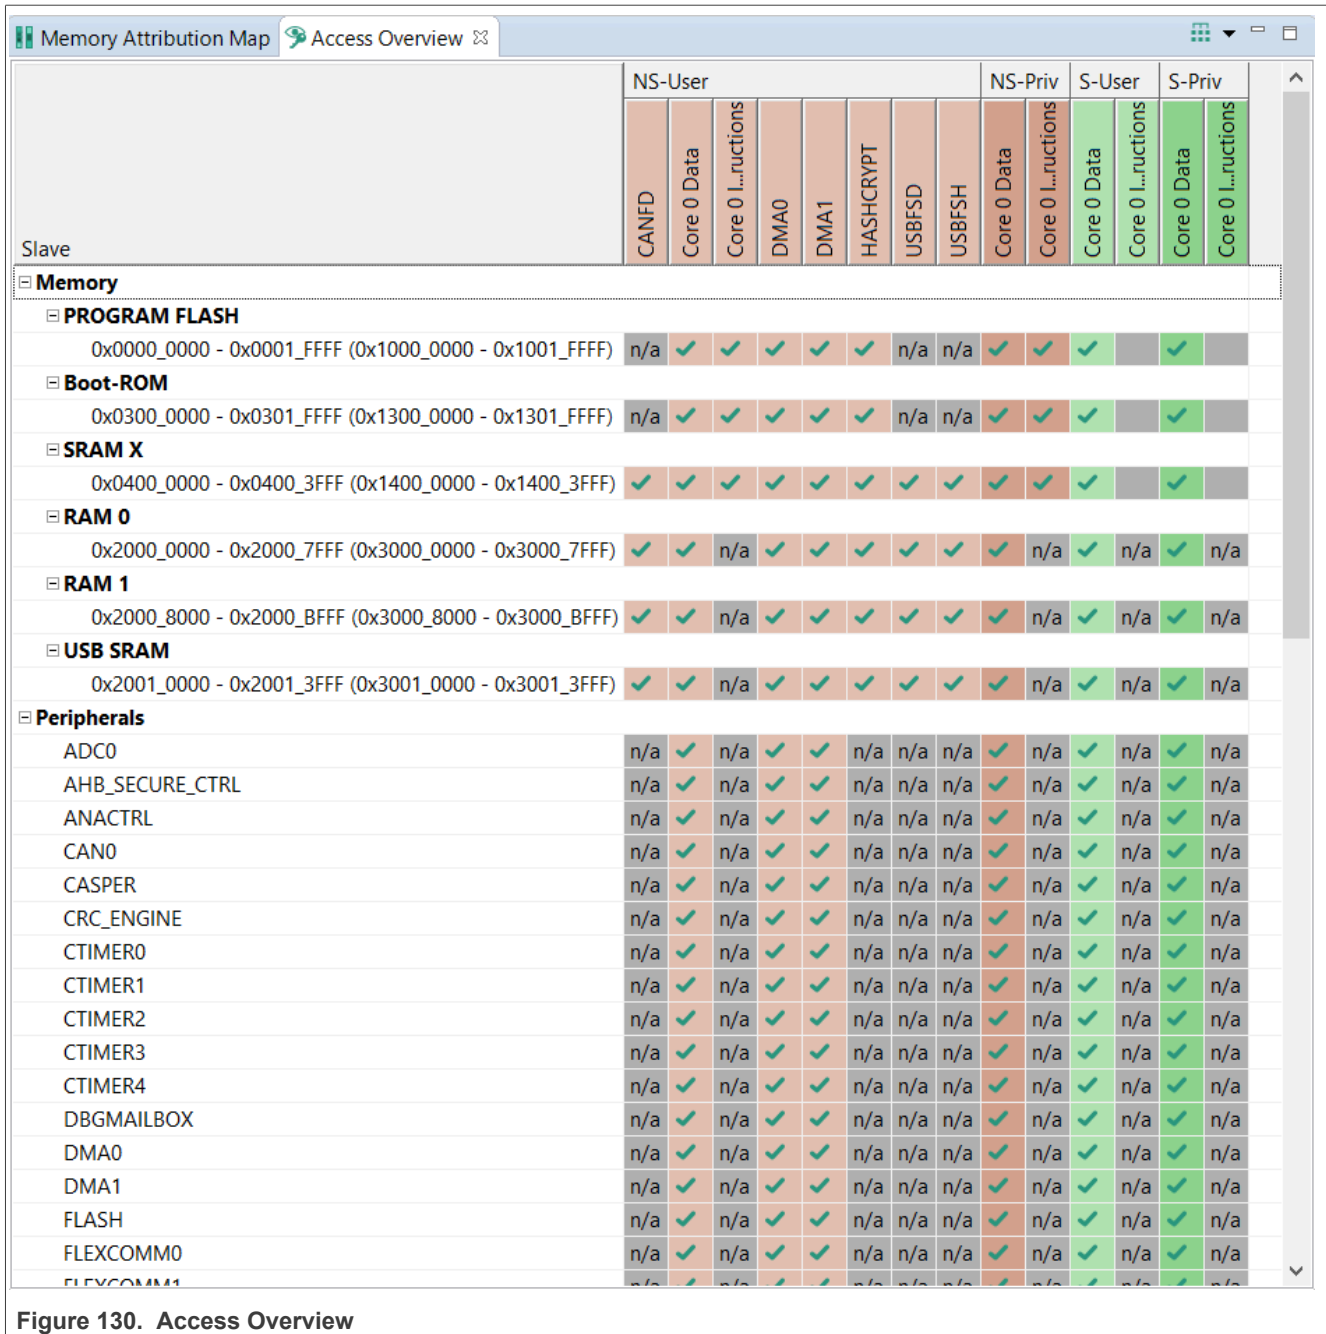 Memory Attribution Map Access Overview
NS-User NS-Priv S-User S-Priv
Slave CANFD Core 0 Data Core 0 I...ructions DMA0 DMA1 HASHCRYPT USBFSD USBFSH Core 0 Data Core 0 I...ructions Core 0 Data Core 0 I...ructions Core 0 Data Core 0 I...ructions
Memory
PROGRAM FLASH
0x0000_0000 - 0x0001_FFFF (0x1000_0000 - 0x1001_FFFF) n/a n/a n/a
Boot-ROM
0x0300_0000 - 0x0301_FFFF (0x1300_0000 - 0x1301_FFFF) n/a n/a n/a
SRAM X
0x0400_0000 - 0x0400_3FFF (0x1400_0000 - 0x1400_3FFF)
RAM 0
0x2000_0000 - 0x2000_7FFF (0x3000_0000 - 0x3000_7FFF) n/a n/a n/a n/a
RAM 1
0x2000_8000 - 0x2000_BFFF (0x3000_8000 - 0x3000_BFFF) n/a n/a n/a n/a
USB SRAM
0x2001_0000 - 0x2001_3FFF (0x3001_0000 - 0x3001_3FFF) n/a n/a n/a n/a
Peripherals
ADC0 n/a n/a n/a n/a n/a n/a n/a n/a
AHB_SECURE_CTRL n/a n/a n/a n/a n/a n/a n/a n/a
ANACTRL n/a n/a n/a n/a n/a n/a n/a n/a
CAN0 n/a n/a n/a n/a n/a n/a n/a n/a
CASPER n/a n/a n/a n/a n/a n/a n/a n/a
CRC_ENGINE n/a n/a n/a n/a n/a n/a n/a n/a
CTIMER0 n/a n/a n/a n/a n/a n/a n/a n/a
CTIMER1 n/a n/a n/a n/a n/a n/a n/a n/a
CTIMER2 n/a n/a n/a n/a n/a n/a n/a n/a
CTIMER3 n/a n/a n/a n/a n/a n/a n/a n/a
CTIMER4 n/a n/a n/a n/a n/a n/a n/a n/a
DBGMAILBOX n/a n/a n/a n/a n/a n/a n/a n/a
DMA0 n/a n/a n/a n/a n/a n/a n/a n/a
DMA1 n/a n/a n/a n/a n/a n/a n/a n/a
FLASH n/a n/a n/a n/a n/a n/a n/a n/a
FLEXCOMM0 n/a n/a n/a n/a n/a n/a n/a n/a
FLEXCOMM1 n/a n/a n/a n/a n/a n/a n/a n/a
Figure 130. Access Overview